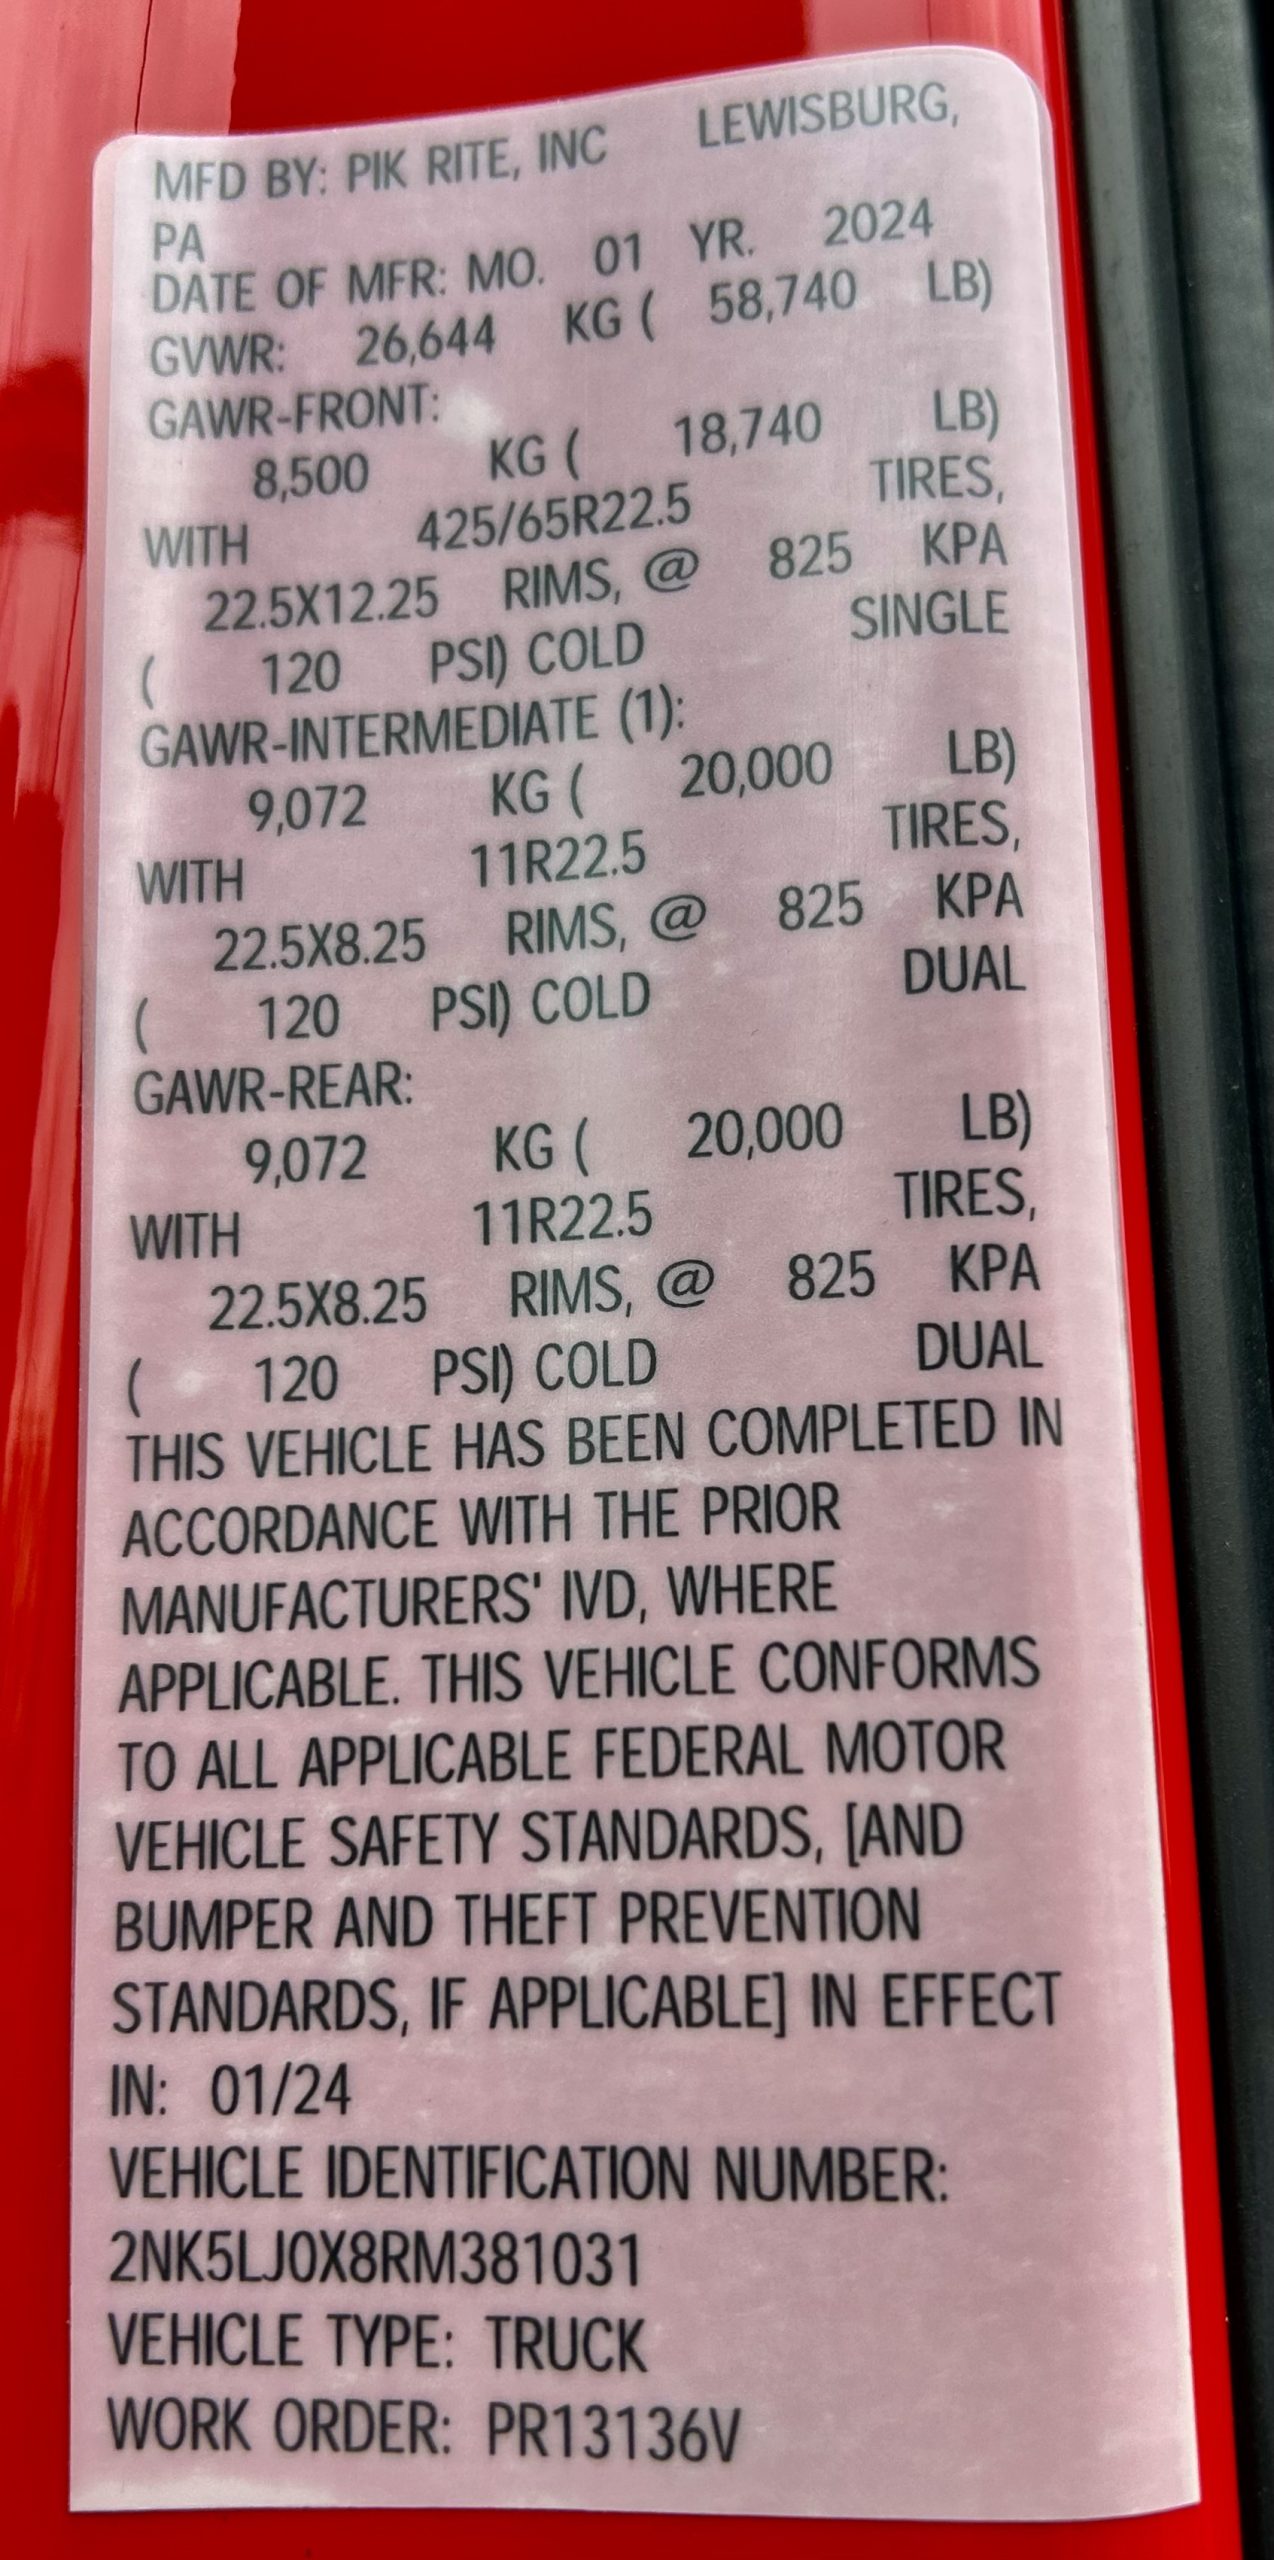 MFD BY: PIK RITE, INC LEWISBURG,
PA
DATE OF MFR: MO. 01 YR. 2024
GVWR: 26,644 KG ( 58,740 LB)
GAWR-FRONT:
8,500 KG ( 18,740 LB)
WITH 425/65R22.5 TIRES,
22.5X12.25 RIMS, @ 825 KPA
( 120 PSI) COLD SINGLE
GAWR-INTERMEDIATE (1):
9,072 KG ( 20,000 LB)
WITH 11R22.5 TIRES,
22.5X8.25 RIMS, @ 825 KPA
( 120 PSI) COLD DUAL
GAWR-REAR:
9,072 KG ( 20,000 LB)
WITH 11R22.5 TIRES,
22.5X8.25 RIMS, @ 825 KPA
( 120 PSI) COLD DUAL
THIS VEHICLE HAS BEEN COMPLETED IN
ACCORDANCE WITH THE PRIOR
MANUFACTURERS' IVD, WHERE
APPLICABLE. THIS VEHICLE CONFORMS
TO ALL APPLICABLE FEDERAL MOTOR
VEHICLE SAFETY STANDARDS, [AND
BUMPER AND THEFT PREVENTION
STANDARDS, IF APPLICABLE] IN EFFECT
IN: 01/24
VEHICLE IDENTIFICATION NUMBER:
2NK5LJ0X8RM381031
VEHICLE TYPE: TRUCK
WORK ORDER: PR13136V